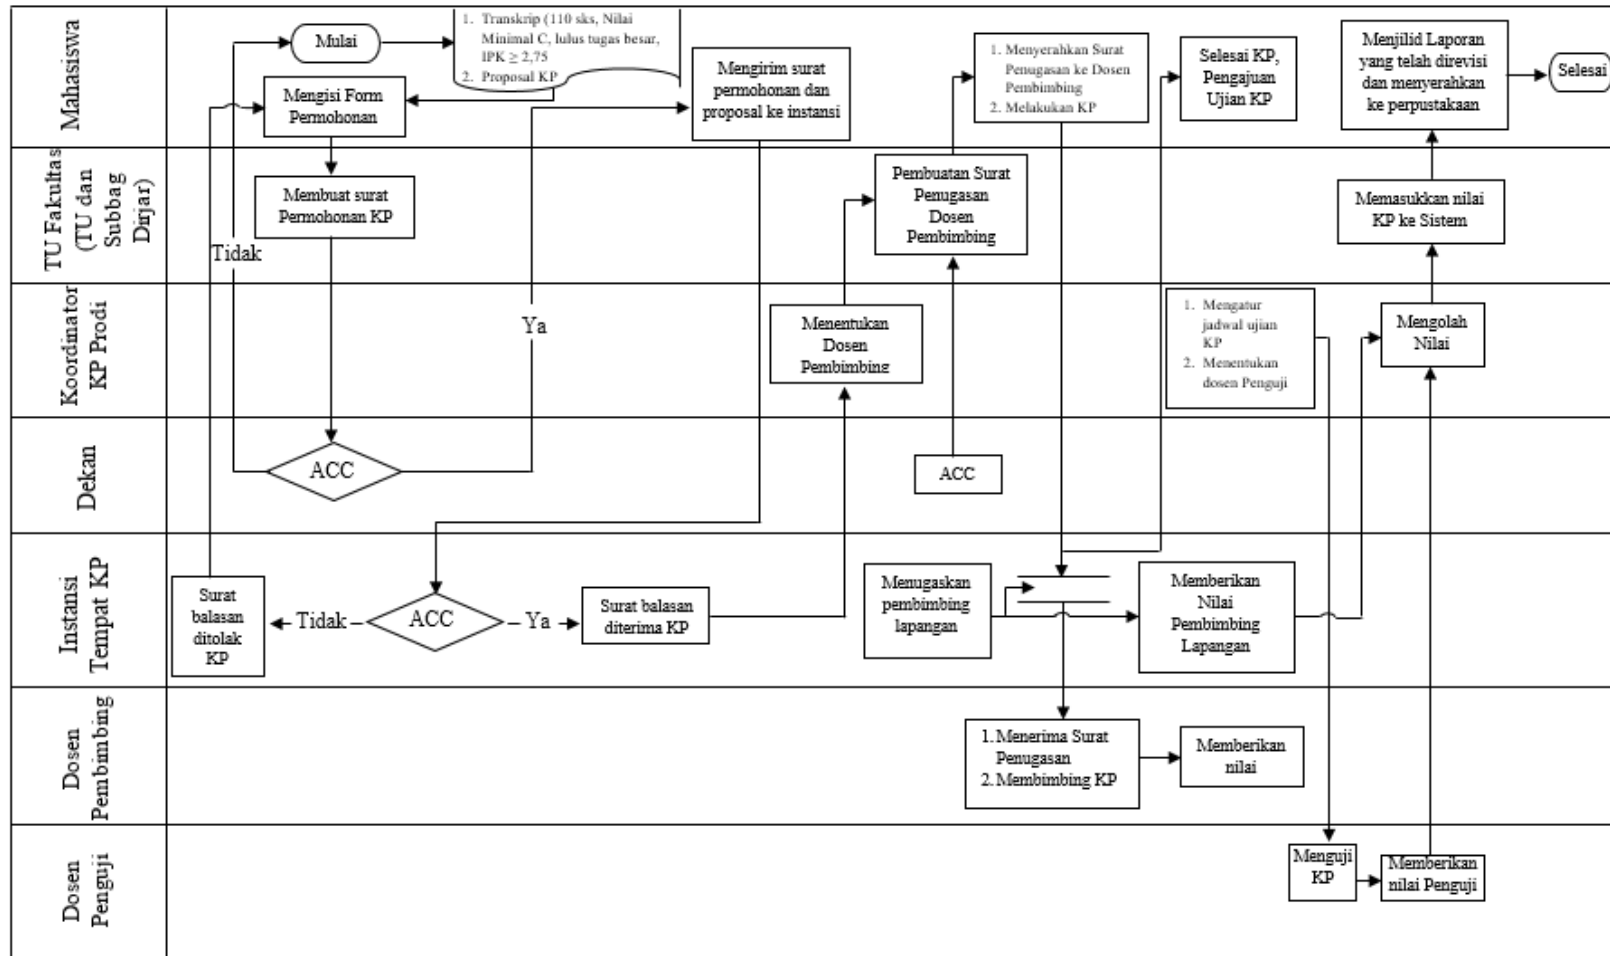 Mahasiswa
Mulai
1. Transkrip (110 sks, Nilai
Minimal C, lulus tugas besar,
IPK ≥ 2,75
2. Proposal KP
Mengisi Form
Permohonan
Mengirim surat
permohonan dan
proposal ke instansi
1. Menyerahkan Surat
Penugasan ke Dosen
Pembimbing
2. Melakukan KP
Selesai KP,
Pengajuan
Ujian KP
Menjilid Laporan
yang telah direvisi
dan menyerahkan
ke perpustakaan
Selesai
TU Fakultas
(TU dan
Subbag
Dirjar)
Membuat surat
Permohonan KP
Tidak
Pembuatan Surat
Penugasan
Dosen
Pembimbing
Memasukkan nilai
KP ke Sistem
Koordinator
KP Prodi
Ya
Menentukan
Dosen
Pembimbing
1. Mengatur
jadwal ujian
KP
2. Menentukan
dosen Penguji
Mengolah
Nilai
Dekan
ACC
ACC
Instansi
Tempat KP
Surat
balasan
ditolak
KP
Tidak
ACC
Ya
Surat balasan
diterima KP
Menugaskan
pembimbing
lapangan
Memberikan
Nilai
Pembimbing
Lapangan
Dosen
Pembimbing
1. Menerima Surat
Penugasan
2. Membimbing KP
Memberikan
nilai
Dosen
Penguji
Menguji
KP
Memberikan
nilai Penguji